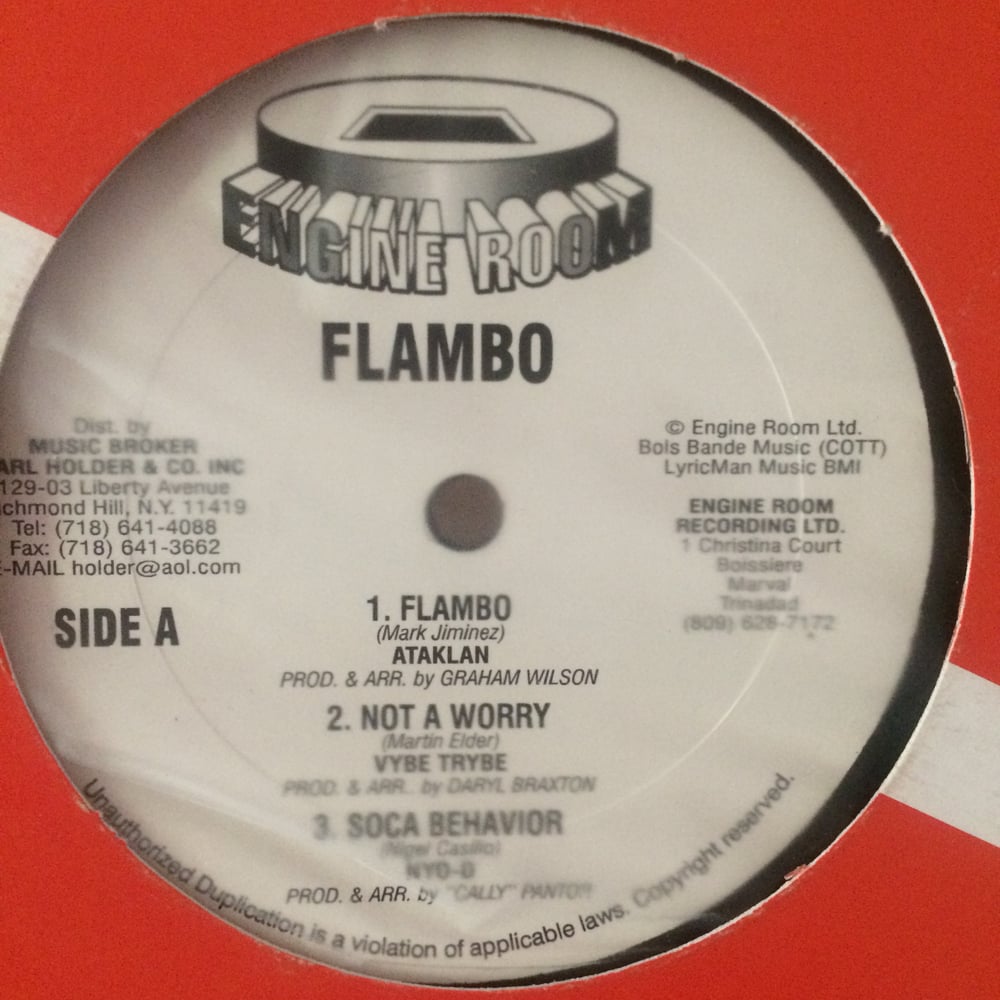 ENGINE ROOM
FLAMBO
Dist. by
MUSIC BROKER
ARL HOLDER & CO. INC
129-03 Liberty Avenue
chmond Hill, N.Y. 11419
Tel: (718) 641-4088
Fax: (718) 641-3662
E-MAIL holder@aol.com
SIDE A
© Engine Room Ltd.
Bois Bande Music (COTT)
LyricMan Music BMI
ENGINE ROOM
RECORDING LTD.
1 Christina Court
Boissiere
Marval
Trinadad
(809) 628-7172
1. FLAMBO
(Mark Jiminez)
ATAKLAN
PROD. & ARR. by GRAHAM WILSON
2. NOT A WORRY
(Martin Elder)
VYBE TRYBE
PROD. & ARR. by DARYL BRAXTON
3. SOCA BEHAVIOR
(Nigel
PROD. & ARR. by "CALLY"
Unauthorized Duplication is a violation of applicable laws. Copyright reserved.